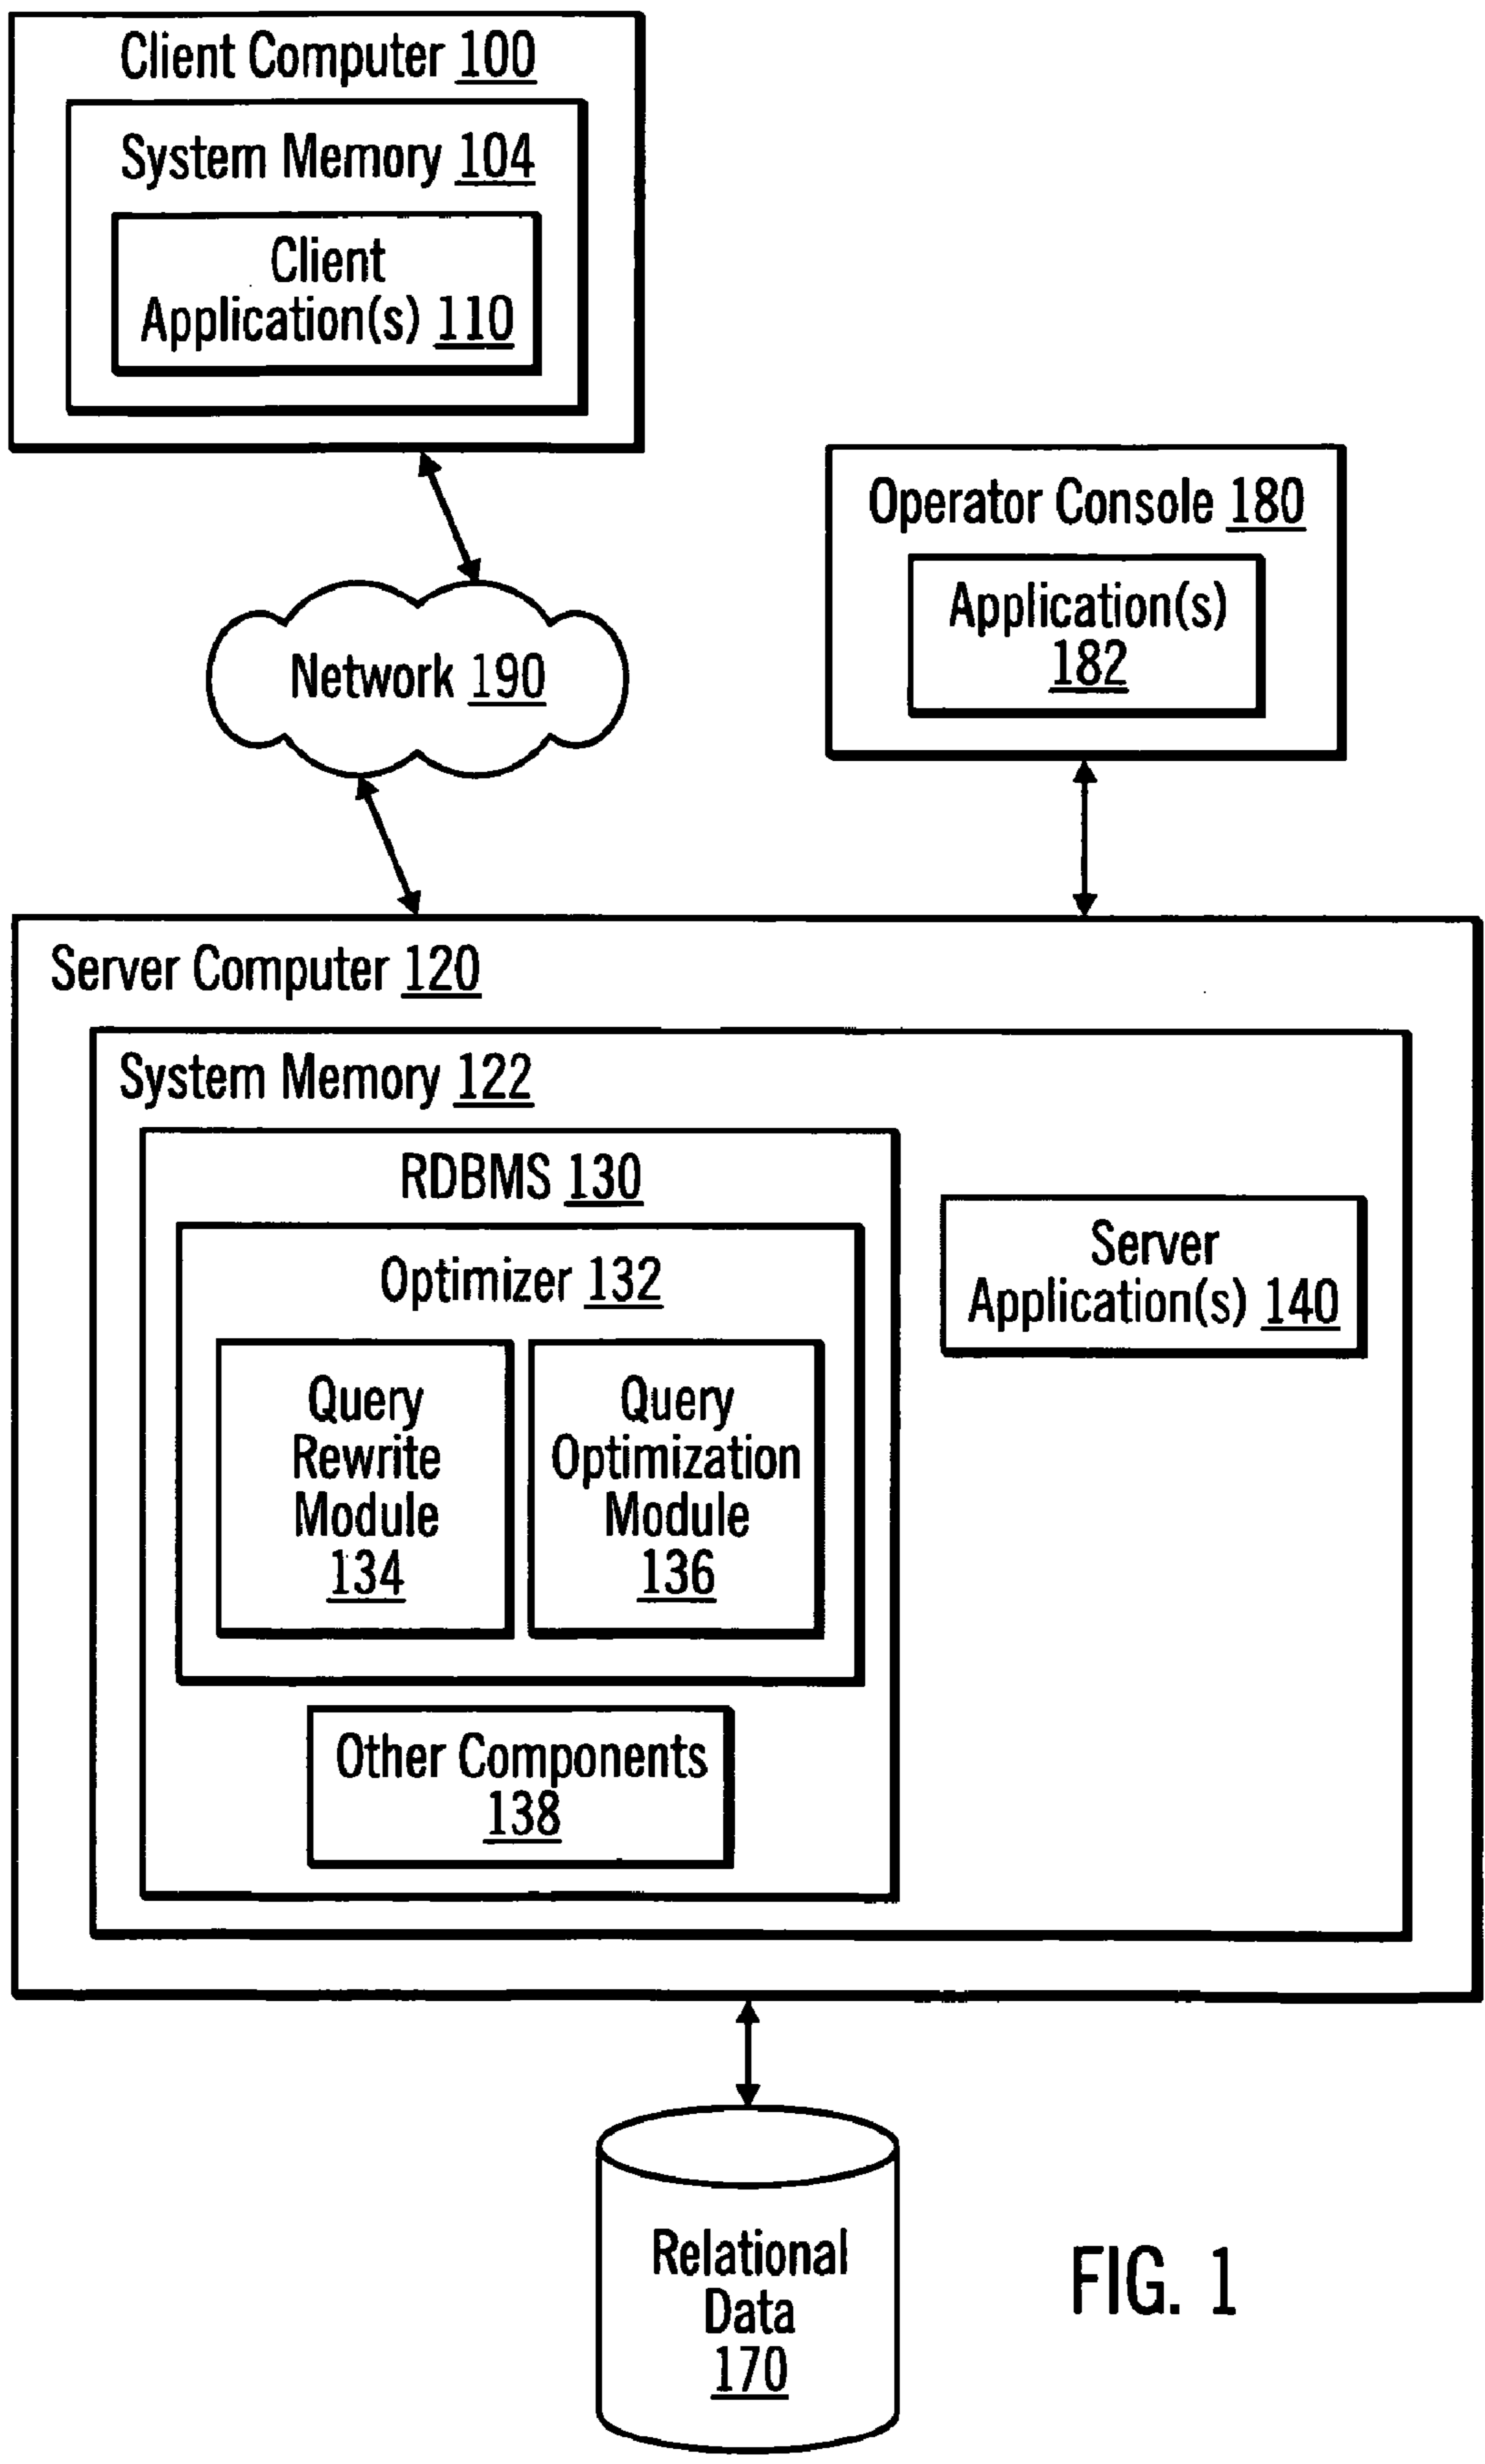 Client Computer 100
System Memory 104
Client
Application(s) 110
Operator Console 180
Application(s)
182
Network 190
Server Computer 120
System Memory 122
RDBMS 130
Optimizer 132
Query
Rewrite
Module
134
Query
Optimization
Module
136
Other Components
138
Server
Application(s) 140
Relational
Data
170
FIG. 1